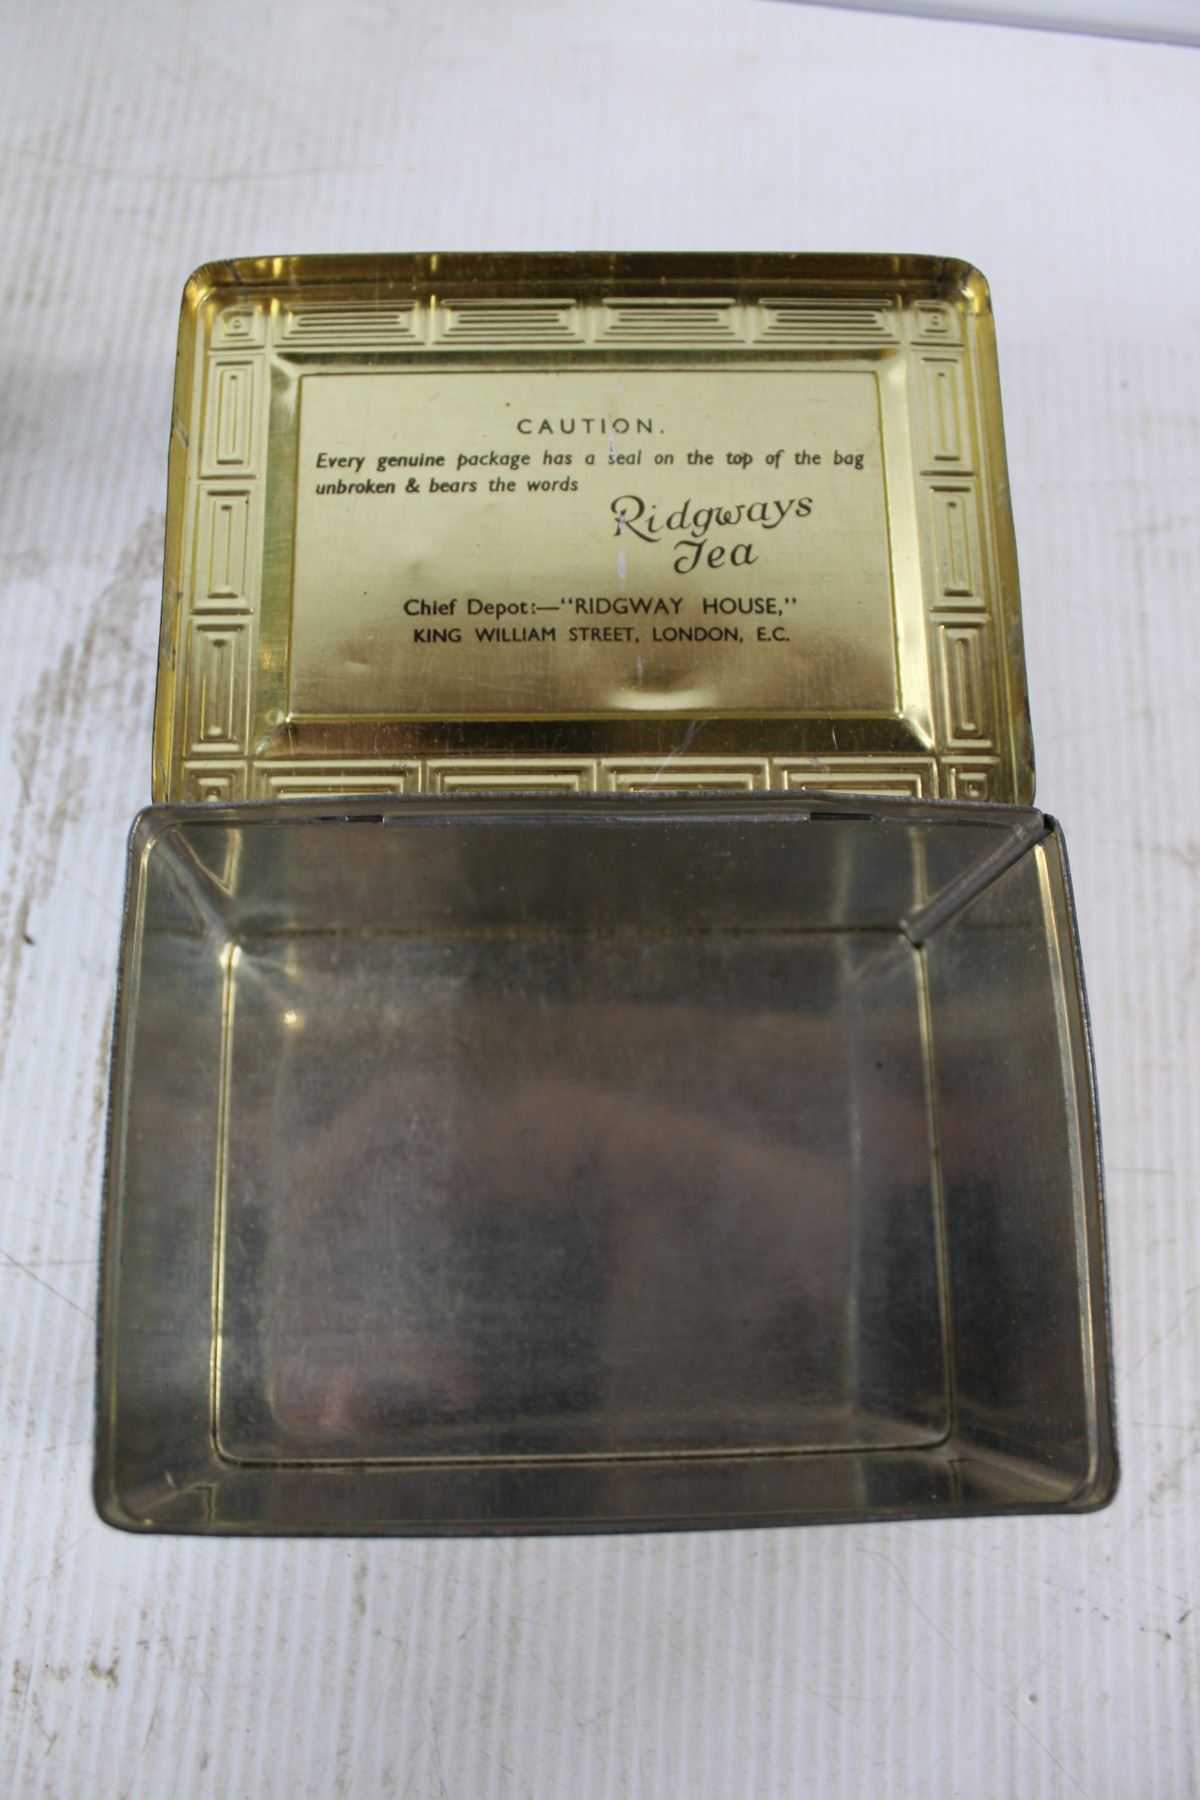 CAUTION.
Every genuine package has a seal on the top of the bag
unbroken & bears the words
Ridgways
Tea
Chief Depot:—"RIDGWAY HOUSE,"
KING WILLIAM STREET, LONDON, E.C.